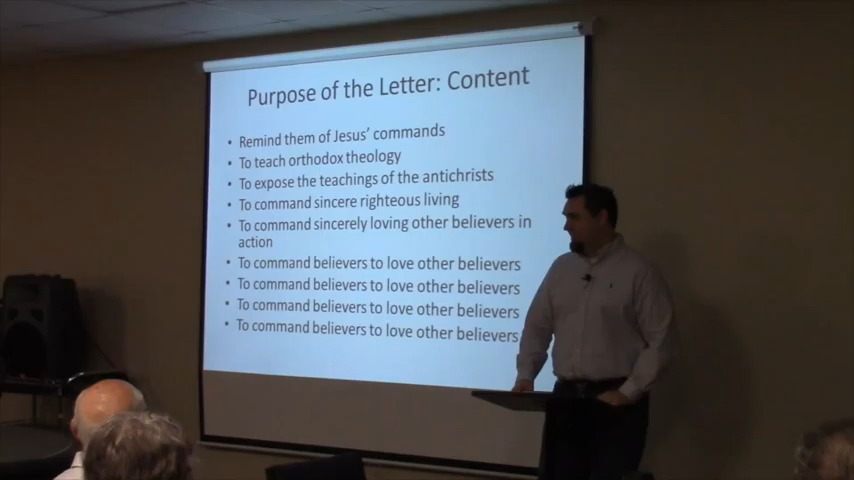 Purpose of the Letter: Content
• Remind them of Jesus' commands
• To teach orthodox theology
• To expose the teachings of the antichrists
• To command sincere righteous living
• To command sincerely loving other believers in
action
• To command believers to love other believers
• To command believers to love other believers
• To command believers to love other believers
• To command believers to love other believers